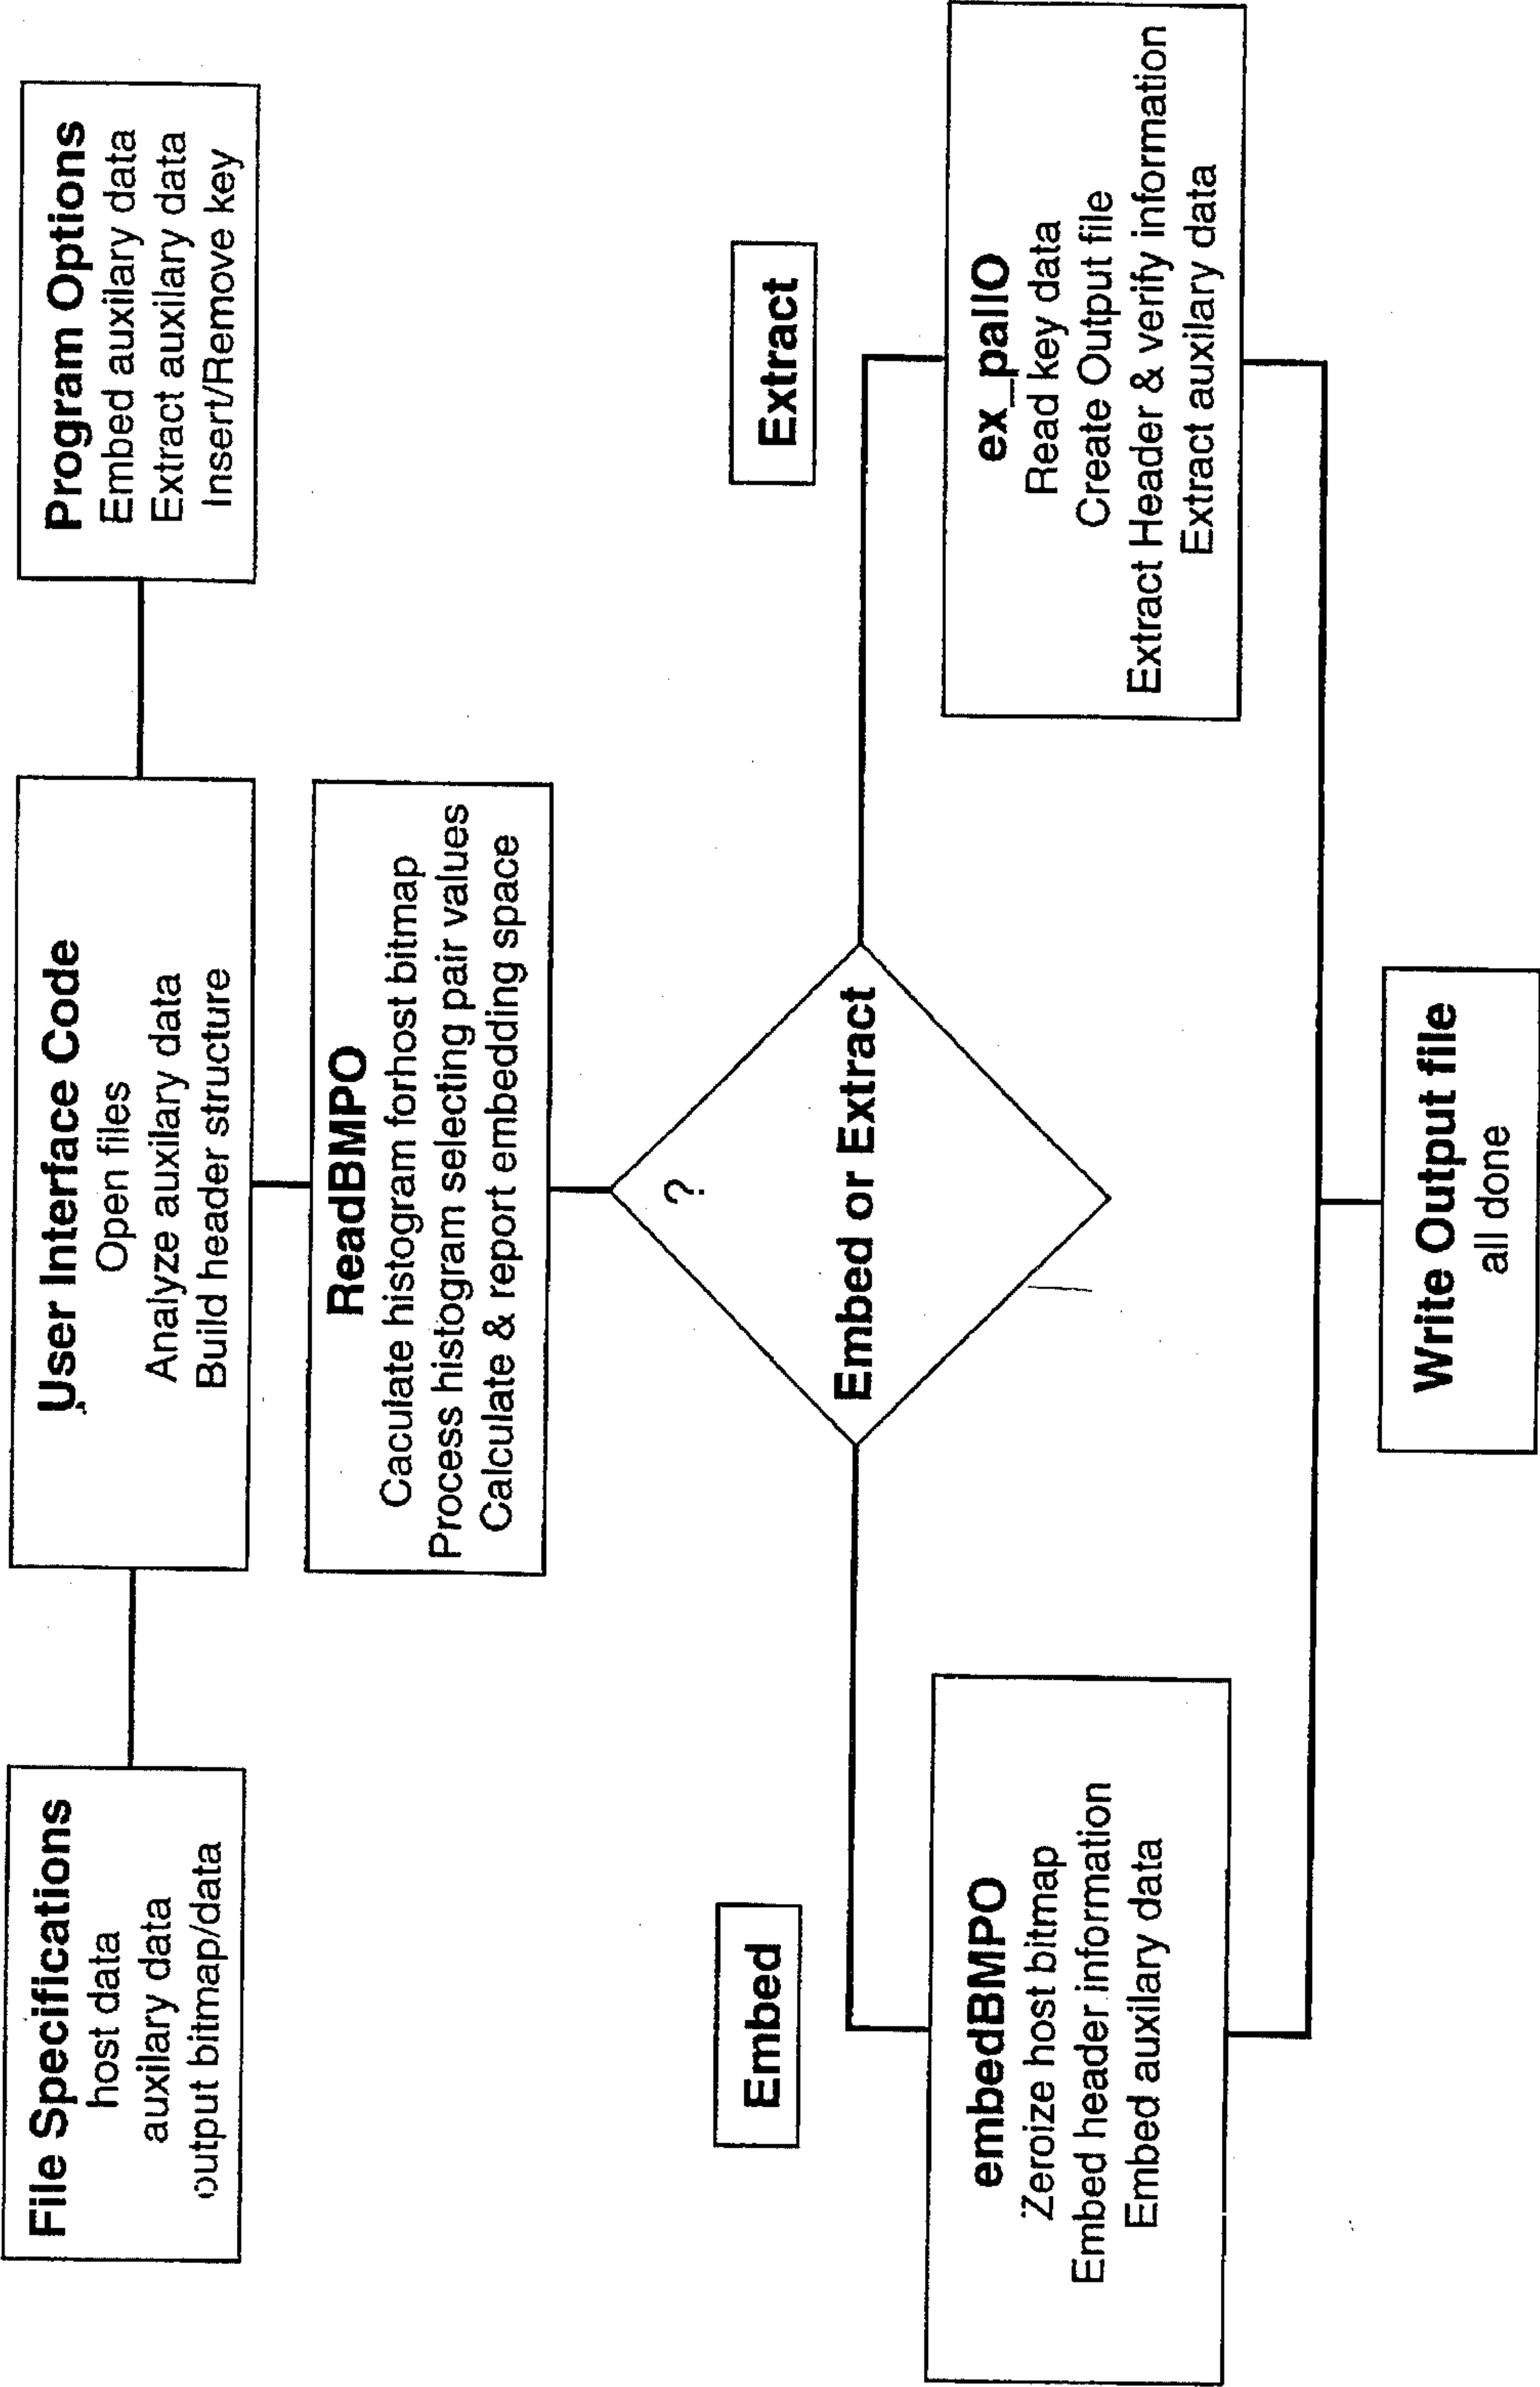 File Specifications
host data
auxilary data
output bitmap/data
User Interface Code
Open files
Analyze auxilary data
Build header structure
Program Options
Embed auxilary data
Extract auxilary data
Insert/Remove key
ReadBMPO
Caculate histogram forhost bitmap
Process histogram selecting pair values
Calculate & report embedding space
?
Embed or Extract
Embed
Extract
embedBMPO
Zeroize host bitmap
Embed header information
Embed auxilary data
ex_pallO
Read key data
Create Output file
Extract Header & verify information
Extract auxilary data
Write Output file
all done